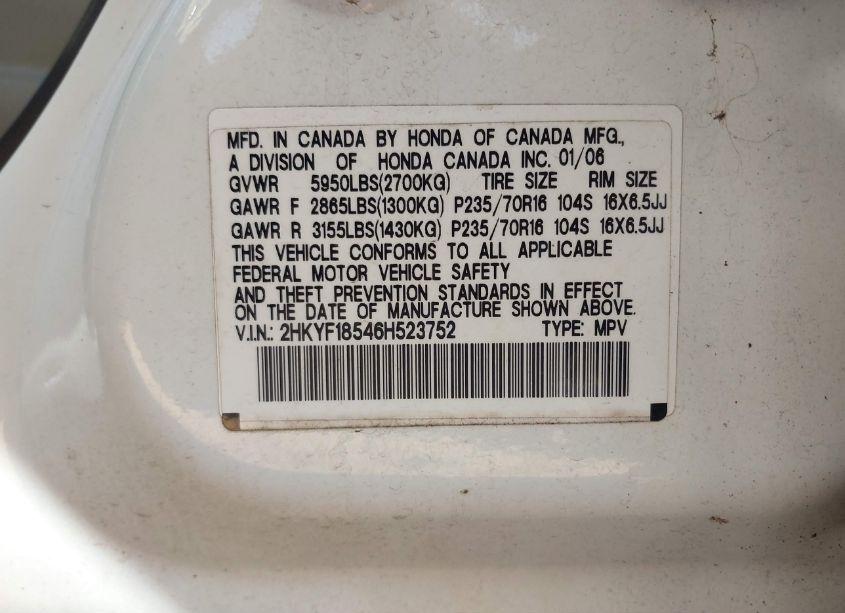 MFD. IN CANADA BY HONDA OF CANADA MFG.,
A DIVISION OF HONDA CANADA INC. 01/06
GVWR 5950LBS(2700KG) TIRE SIZE RIM SIZE
GAWR F 2865LBS(1300KG) P235/70R16 104S 16X6.5JJ
GAWR R 3155LBS(1430KG) P235/70R16 104S 16X6.5JJ
THIS VEHICLE CONFORMS TO ALL APPLICABLE
FEDERAL MOTOR VEHICLE SAFETY
AND THEFT PREVENTION STANDARDS IN EFFECT
ON THE DATE OF MANUFACTURE SHOWN ABOVE.
V.I.N.: 2HKYF18546H523752 TYPE: MPV